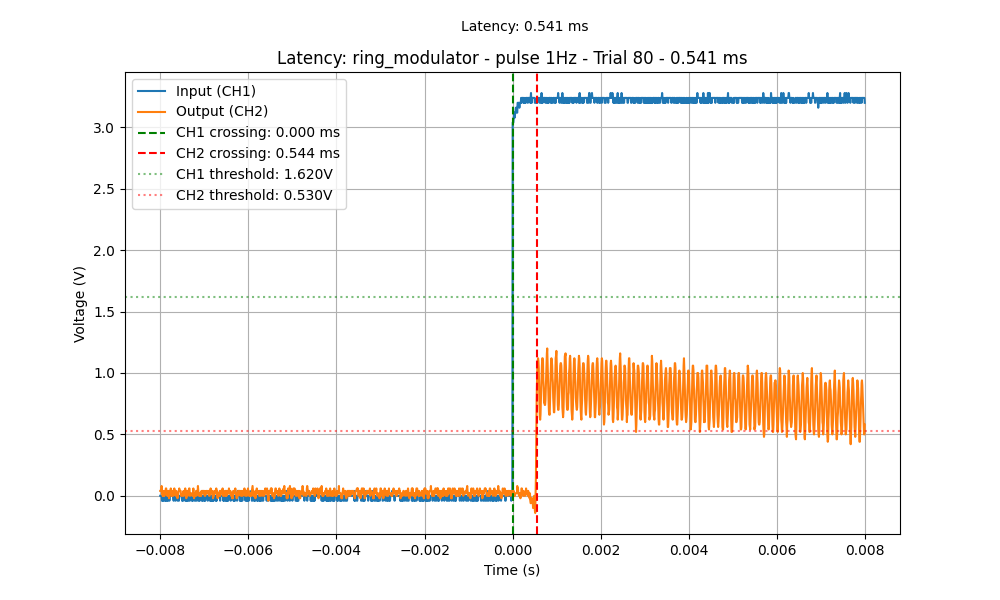 Latency: 0.541 ms
Latency: ring_modulator - pulse 1Hz - Trial 80 - 0.541 ms
Input (CH1)
Output (CH2)
CH1 crossing: 0.000 ms
CH2 crossing: 0.544 ms
CH1 threshold: 1.620V
CH2 threshold: 0.530V
Voltage (V)
3.0
2.5
2.0
1.5
1.0
0.5
0.0
−0.008
−0.006
−0.004
−0.002
0.000
0.002
0.004
0.006
0.008
Time (s)